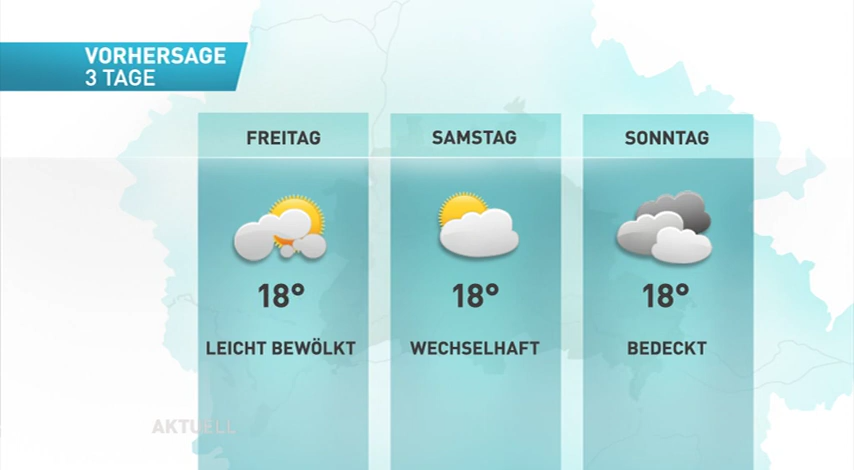 VORHERSAGE
3 TAGE
FREITAG
SAMSTAG
SONNTAG
18°
18°
18°
LEICHT BEWÖLKT
WECHSELHAFT
BEDECKT
AKTUELL